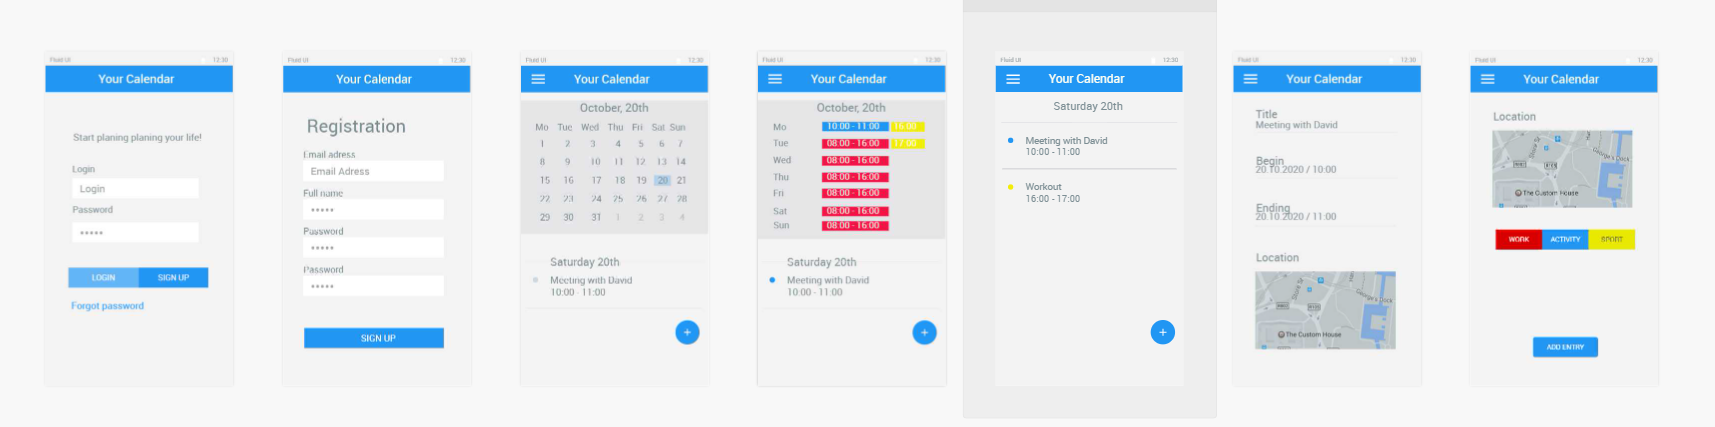 Fluid UI 12:30
Your Calendar
Start planing planing your life!
Login
Login
Password
*****
LOGIN SIGN UP
Forgot password
Fluid UI 12:30
Your Calendar
Registration
Email adress
Email Adress
Full name
*****
Password
*****
Password
*****
SIGN UP
Fluid UI 12:30
Your Calendar
October, 20th
Mo Tue Wed Thu Fri Sat Sun
1 2 3 4 5 6 7
8 9 10 11 12 13 14
15 16 17 18 19 20 21
22 23 24 25 26 27 28
29 30 31 1 2 3 4
Saturday 20th
Meeting with David
10:00 - 11:00
+
Fluid UI 12:30
Your Calendar
October, 20th
Mo 10:00 - 11:00 16:00
Tue 08:00 - 16:00 17:00
Wed 08:00 - 16:00
Thu 08:00 - 16:00
Fri 08:00 - 16:00
Sat 08:00 - 16:00
Sun 08:00 - 16:00
Saturday 20th
Meeting with David
10:00 - 11:00
+
Fluid UI 12:30
Your Calendar
Saturday 20th
Meeting with David
10:00 - 11:00
Workout
16:00 - 17:00
+
Fluid UI 12:30
Your Calendar
Title
Meeting with David
Begin
20.10.2020 / 10:00
Ending
20.10.2020 / 11:00
Location
George's Dock
The Custom House
Fluid UI 12:30
Your Calendar
Location
George's Dock
The Custom House
WORK ACTIVITY SPORT
ADD ENTRY